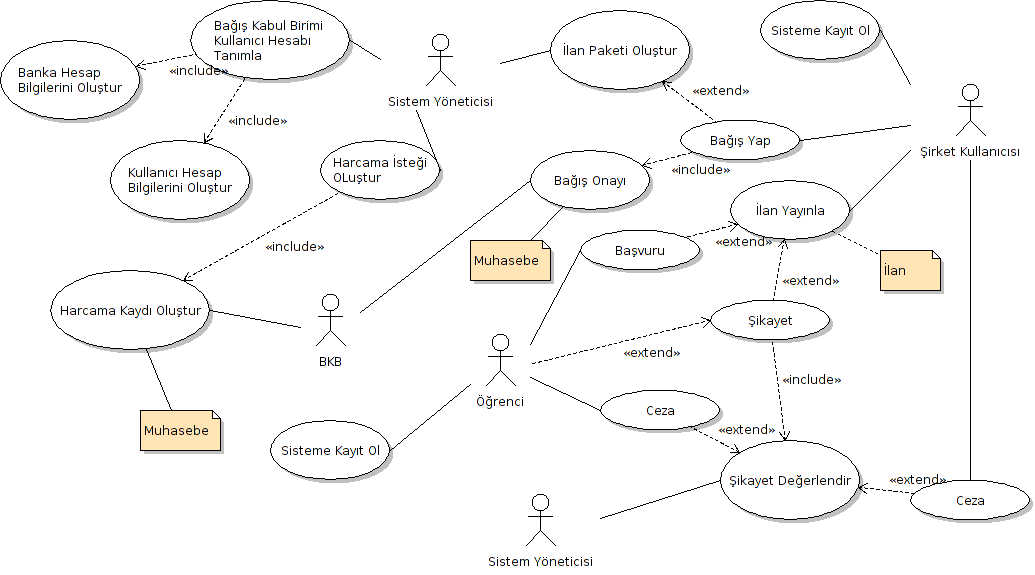 Bağış Kabul Birimi
Kullanıcı Hesabı
Tanımla
Sisteme Kayıt Ol
İlan Paketi Oluştur
Banka Hesap
Bilgilerini Oluştur
«include»
Sistem Yöneticisi
«extend»
«include»
Bağış Yap
Şirket Kullanıcısı
Kullanıcı Hesap
Bilgilerini Oluştur
Harcama İsteği
OLuştur
Bağış Onayı
«include»
İlan Yayınla
«include»
Muhasebe
Başvuru
«extend»
İlan
«extend»
Harcama Kaydı Oluştur
BKB
Şikayet
«extend»
«include»
Öğrenci
Muhasebe
Ceza
«extend»
Sisteme Kayıt Ol
Şikayet Değerlendir
«extend»
Ceza
Sistem Yöneticisi